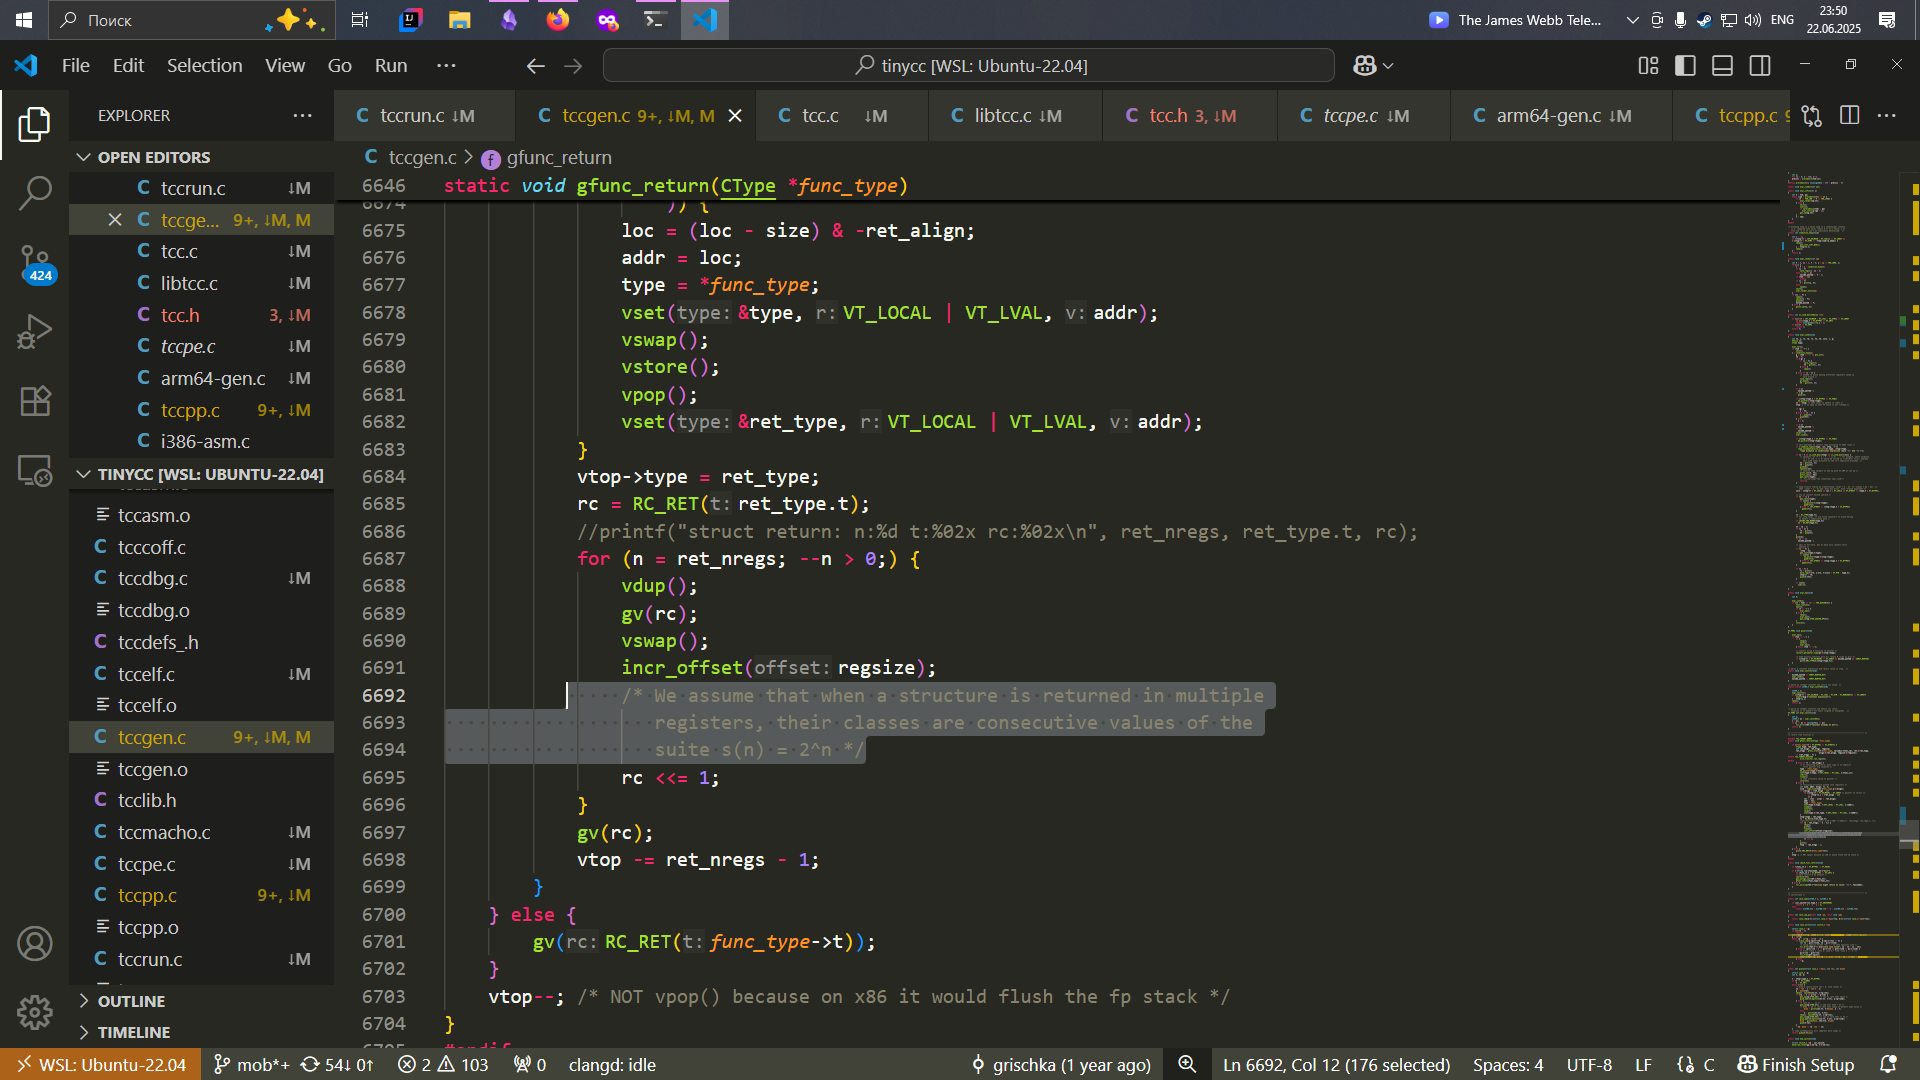 Поиск
The James Webb Tele...
ENG
23:50
22.06.2025
File Edit Selection View Go Run ...
tinycc [WSL: Ubuntu-22.04]
EXPLORER
C tccrun.c ↓M
C tccgen.c 9+, ↓M, M
C tcc.c ↓M
C libtcc.c ↓M
C tcc.h 3, ↓M
C tccpe.c ↓M
C arm64-gen.c ↓M
C tccpp.c 9
OPEN EDITORS
C tccrun.c ↓M
C tccge... 9+, ↓M, M
C tcc.c ↓M
C libtcc.c ↓M
C tcc.h 3, ↓M
C tccpe.c ↓M
C arm64-gen.c ↓M
C tccpp.c 9+, ↓M
C i386-asm.c
424
TINYCC [WSL: UBUNTU-22.04]
tccasm.o
C tcccoff.c
C tccdbg.c ↓M
tccdbg.o
C tccdefs_.h
C tccelf.c ↓M
tccelf.o
C tccgen.c 9+, ↓M, M
tccgen.o
C tcclib.h
C tccmacho.c ↓M
C tccpe.c ↓M
C tccpp.c 9+, ↓M
tccpp.o
C tccrun.c ↓M
OUTLINE
TIMELINE
C tccgen.c > f gfunc_return
6646 static void gfunc_return(CType *func_type)
6674 )) {
6675 loc = (loc - size) & -ret_align;
6676 addr = loc;
6677 type = *func_type;
6678 vset(type: &type, r: VT_LOCAL | VT_LVAL, v: addr);
6679 vswap();
6680 vstore();
6681 vpop();
6682 vset(type: &ret_type, r: VT_LOCAL | VT_LVAL, v: addr);
6683 }
6684 vtop->type = ret_type;
6685 rc = RC_RET(t: ret_type.t);
6686 //printf("struct return: n:%d t:%02x rc:%02x\n", ret_nregs, ret_type.t, rc);
6687 for (n = ret_nregs; --n > 0;) {
6688 vdup();
6689 gv(rc);
6690 vswap();
6691 incr_offset(offset: regsize);
6692 /* We assume that when a structure is returned in multiple
6693 registers, their classes are consecutive values of the
6694 suite s(n) = 2^n */
6695 rc <<= 1;
6696 }
6697 gv(rc);
6698 vtop -= ret_nregs - 1;
6699 }
6700 } else {
6701 gv(rc: RC_RET(t: func_type->t));
6702 }
6703 vtop--; /* NOT vpop() because on x86 it would flush the fp stack */
6704 }
6705 #endif
WSL: Ubuntu-22.04 mob*+ 54↓ 0↑ 2 103 0 clangd: idle
grischka (1 year ago) Ln 6692, Col 12 (176 selected) Spaces: 4 UTF-8 LF C Finish Setup